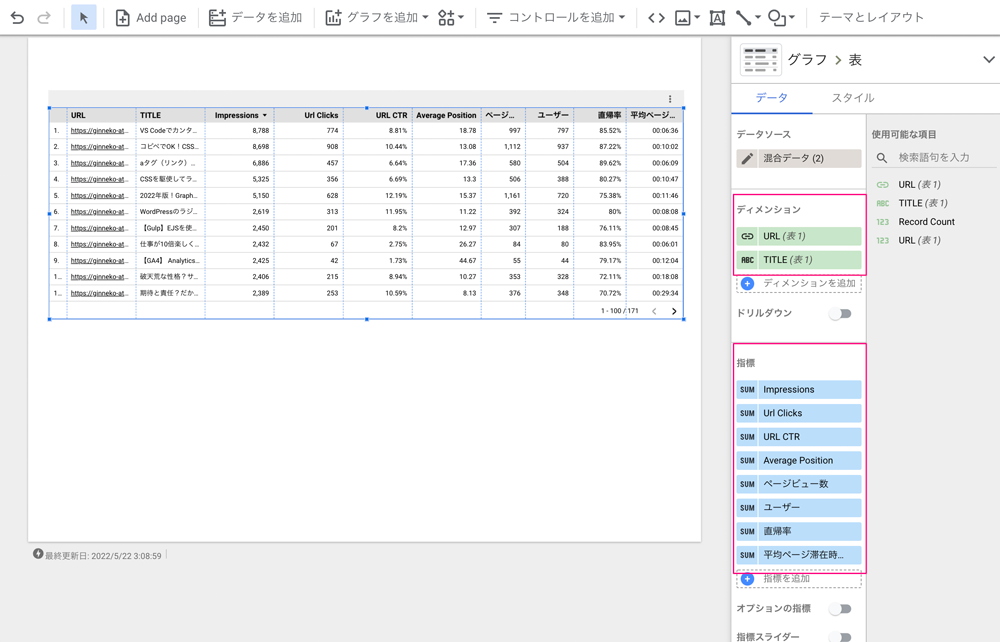 Add page データを追加 グラフを追加 コントロールを追加 テーマとレイアウト
グラフ 表
データ スタイル
データソース
混合データ (2)
ディメンション
URL (表 1)
ABC TITLE (表 1)
ディメンションを追加
ドリルダウン
指標
SUM Impressions
SUM Url Clicks
SUM URL CTR
SUM Average Position
SUM ページビュー数
SUM ユーザー
SUM 直帰率
SUM 平均ページ滞在時...
指標を追加
オプションの指標
指標スライダー
使用可能な項目
検索語句を入力
URL (表 1)
ABC TITLE (表 1)
123 Record Count
123 URL (表 1)
URL TITLE Impressions Url Clicks URL CTR Average Position ページ... ユーザー 直帰率 平均ページ...
1. https://ginneko-at... VS Codeでカンタ... 8,788 774 8.81% 18.78 997 797 85.52% 00:06:36
2. https://ginneko-at... コピペでOK！CSS... 8,698 908 10.44% 13.08 1,112 937 87.22% 00:10:02
3. https://ginneko-at... aタグ（リンク）... 6,886 457 6.64% 17.36 580 504 89.62% 00:06:09
4. https://ginneko-at... CSSを駆使してラ... 5,325 356 6.69% 13.3 506 388 80.27% 00:10:47
5. https://ginneko-at... 2022年版！Graph... 5,150 628 12.19% 15.37 1,161 720 75.38% 00:11:46
6. https://ginneko-at... WordPressのラジ... 2,619 313 11.95% 11.22 392 324 80% 00:08:08
7. https://ginneko-at... 【Gulp】EJSを使... 2,450 201 8.2% 12.97 307 188 76.11% 00:08:45
8. https://ginneko-at... 仕事が10倍楽しく... 2,432 67 2.75% 26.27 84 80 83.95% 00:06:01
9. https://ginneko-at... 【GA4】 Analytics... 2,425 42 1.73% 44.67 55 44 79.17% 00:12:04
1... https://ginneko-at... 破天荒な性格？サ... 2,406 215 8.94% 10.27 353 328 72.11% 00:18:08
1... https://ginneko-at... 期待と責任？だか... 2,389 253 10.59% 8.13 376 348 70.72% 00:29:34
1 - 100 / 171
最終更新日: 2022/5/22 3:08:59